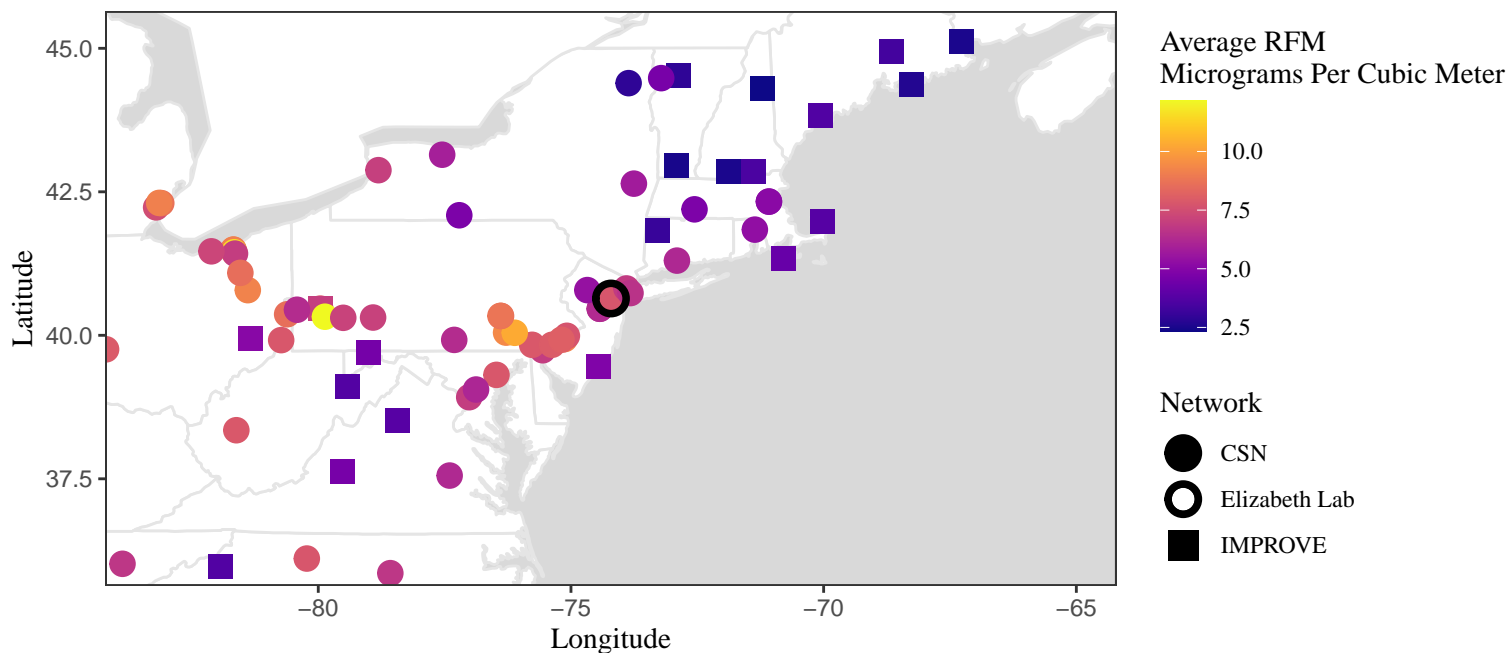 45.0
42.5
40.0
37.5
Latitude
−80
−75
−70
−65
Longitude
Average RFM
Micrograms Per Cubic Meter
10.0
7.5
5.0
2.5
Network
CSN
Elizabeth Lab
IMPROVE